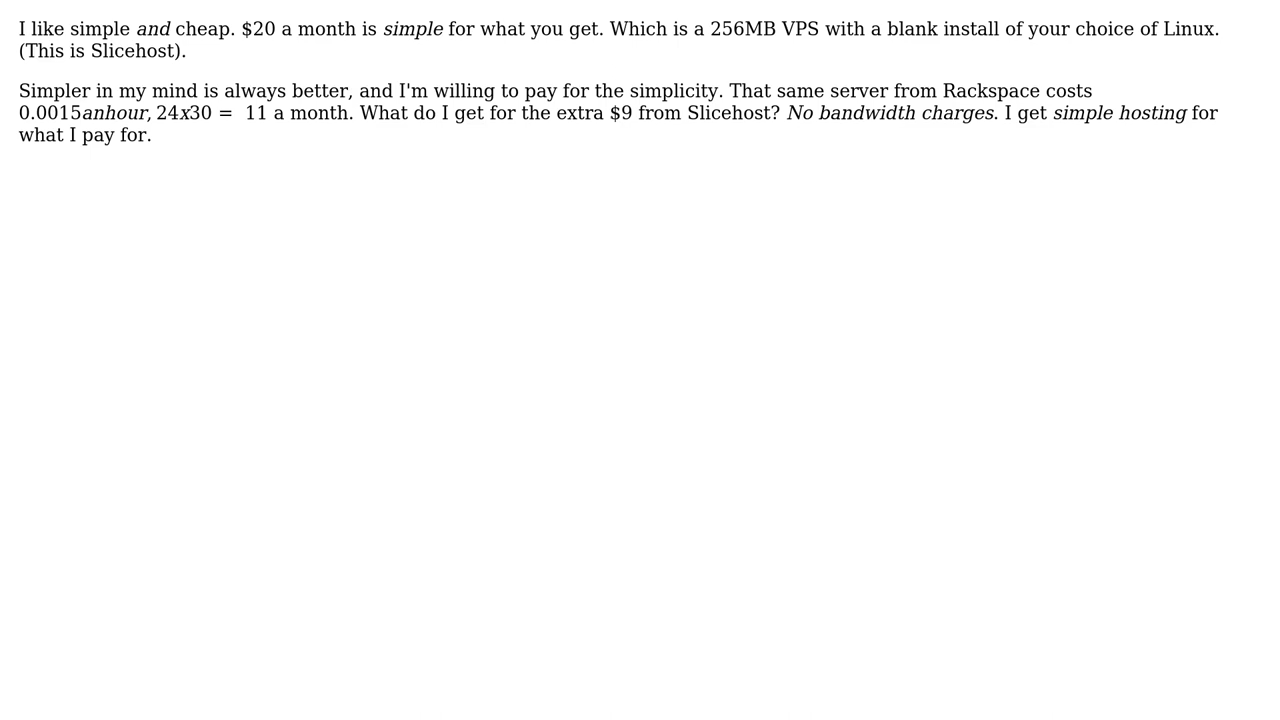 I like simple and cheap. $20 a month is simple for what you get. Which is a 256MB VPS with a blank install of your choice of Linux.
(This is Slicehost).
Simpler in my mind is always better, and I'm willing to pay for the simplicity. That same server from Rackspace costs
0.0015anhour, 24x30 = 11 a month. What do I get for the extra $9 from Slicehost? No bandwidth charges. I get simple hosting for
what I pay for.